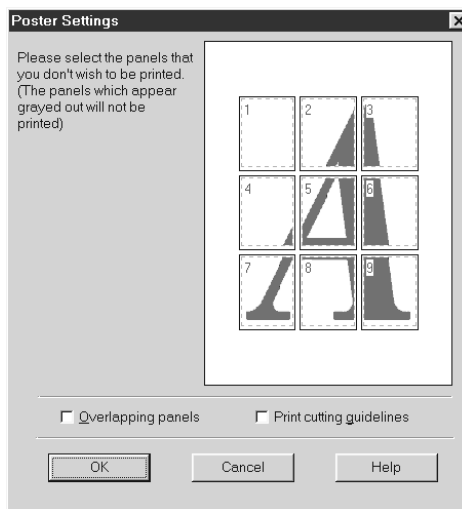 Poster Settings
Please select the panels that
you don't wish to be printed.
(The panels which appear
grayed out will not be
printed)
1 2 3
4 5 6
7 8 9
Overlapping panels Print cutting guidelines
OK Cancel Help